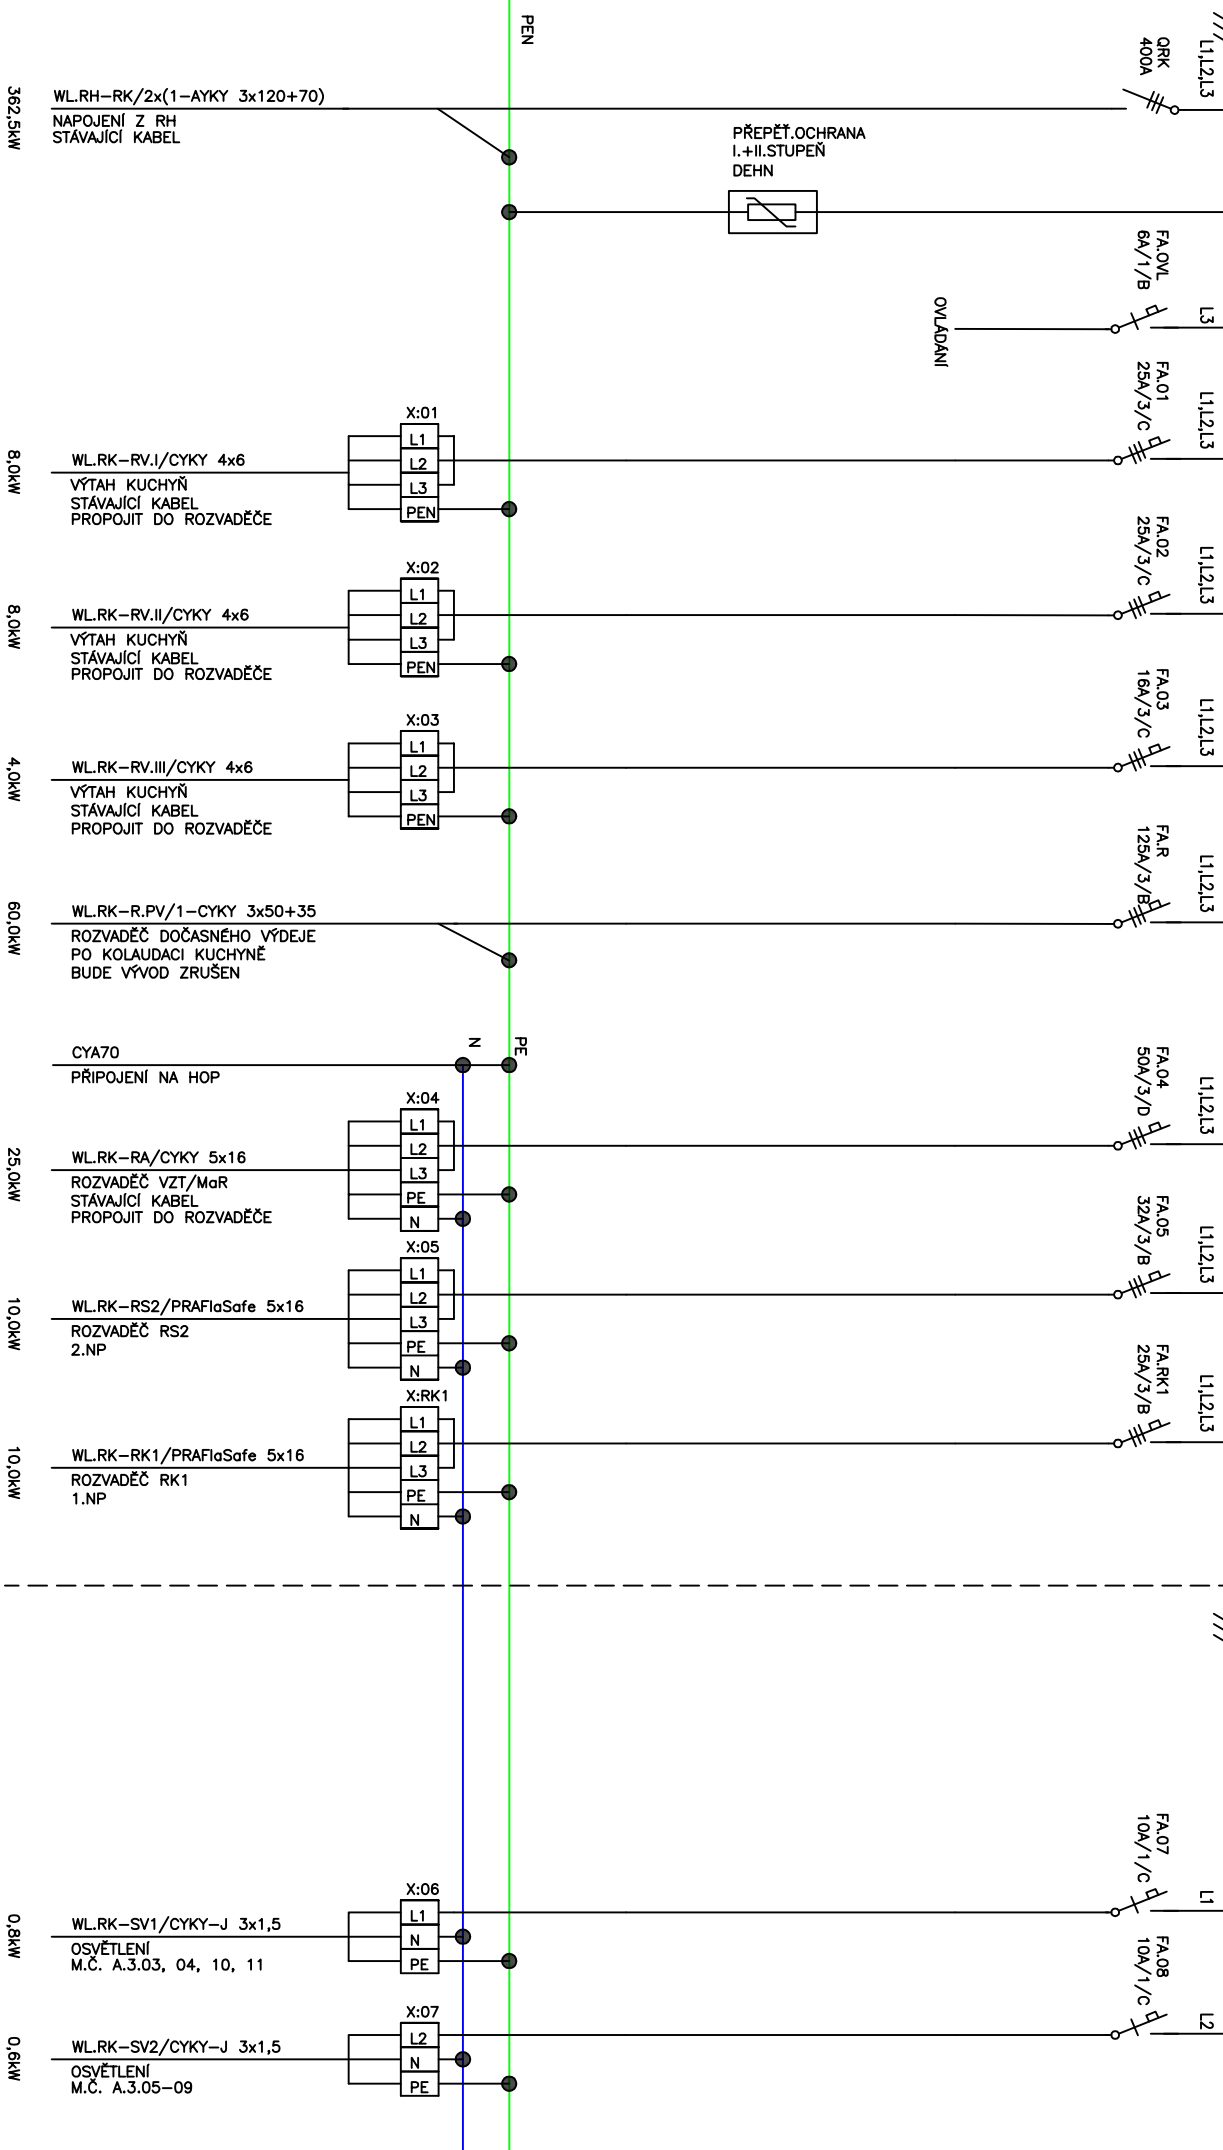 PEN
L1,L2,L3
QRK
400A
WL.RH-RK/2x(1-AYKY 3x120+70)
NAPOJENÍ Z RH
STÁVAJÍCÍ KABEL
362,5kW
PŘEPĚŤ.OCHRANA
I.+II.STUPEŇ
DEHN
FA.OVL
6A/1/B
L3
OVLÁDÁNÍ
FA.01
25A/3/C
L1,L2,L3
X:01
L1
L2
L3
PEN
WL.RK-RV.I/CYKY 4x6
VÝTAH KUCHYŇ
STÁVAJÍCÍ KABEL
PROPOJIT DO ROZVADĚČE
8,0kW
FA.02
25A/3/C
L1,L2,L3
X:02
L1
L2
L3
PEN
WL.RK-RV.II/CYKY 4x6
VÝTAH KUCHYŇ
STÁVAJÍCÍ KABEL
PROPOJIT DO ROZVADĚČE
8,0kW
FA.03
16A/3/C
L1,L2,L3
X:03
L1
L2
L3
PEN
WL.RK-RV.III/CYKY 4x6
VÝTAH KUCHYŇ
STÁVAJÍCÍ KABEL
PROPOJIT DO ROZVADĚČE
4,0kW
FA.R
125A/3/B
L1,L2,L3
WL.RK-R.PV/1-CYKY 3x50+35
ROZVADĚČ DOČASNÉHO VÝDEJE
PO KOLAUDACI KUCHYNĚ
BUDE VÝVOD ZRUŠEN
60,0kW
N
PE
CYA70
PŘIPOJENÍ NA HOP
FA.04
50A/3/D
L1,L2,L3
X:04
L1
L2
L3
PE
N
WL.RK-RA/CYKY 5x16
ROZVADĚČ VZT/MaR
STÁVAJÍCÍ KABEL
PROPOJIT DO ROZVADĚČE
25,0kW
FA.05
32A/3/B
L1,L2,L3
X:05
L1
L2
L3
PE
N
WL.RK-RS2/PRAFlaSafe 5x16
ROZVADĚČ RS2
2.NP
10,0kW
FA.RK1
25A/3/B
L1,L2,L3
X:RK1
L1
L2
L3
PE
N
WL.RK-RK1/PRAFlaSafe 5x16
ROZVADĚČ RK1
1.NP
10,0kW
FA.07
10A/1/C
L1
X:06
L1
N
PE
WL.RK-SV1/CYKY-J 3x1,5
OSVĚTLENÍ
M.Č. A.3.03, 04, 10, 11
0,8kW
FA.08
10A/1/C
L2
X:07
L2
N
PE
WL.RK-SV2/CYKY-J 3x1,5
OSVĚTLENÍ
M.Č. A.3.05-09
0,6kW